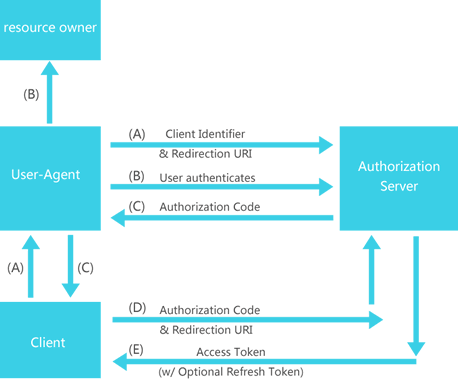 resource owner
(B)
(A) Client Identifier
& Redirection URI
User-Agent
(B) User authenticates
Authorization
Server
(C) Authorization Code
(A)
(C)
(D) Authorization Code
& Redirection URI
Client
(E) Access Token
(w/ Optional Refresh Token)